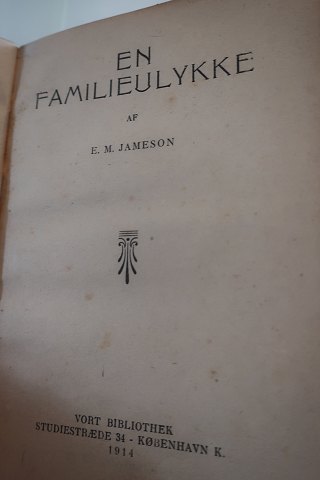 EN
FAMILIEULYKKE
AF
E. M. JAMESON
VORT BIBLIOTHEK
STUDIESTRÆDE 34 - KØBENHAVN K.
1914